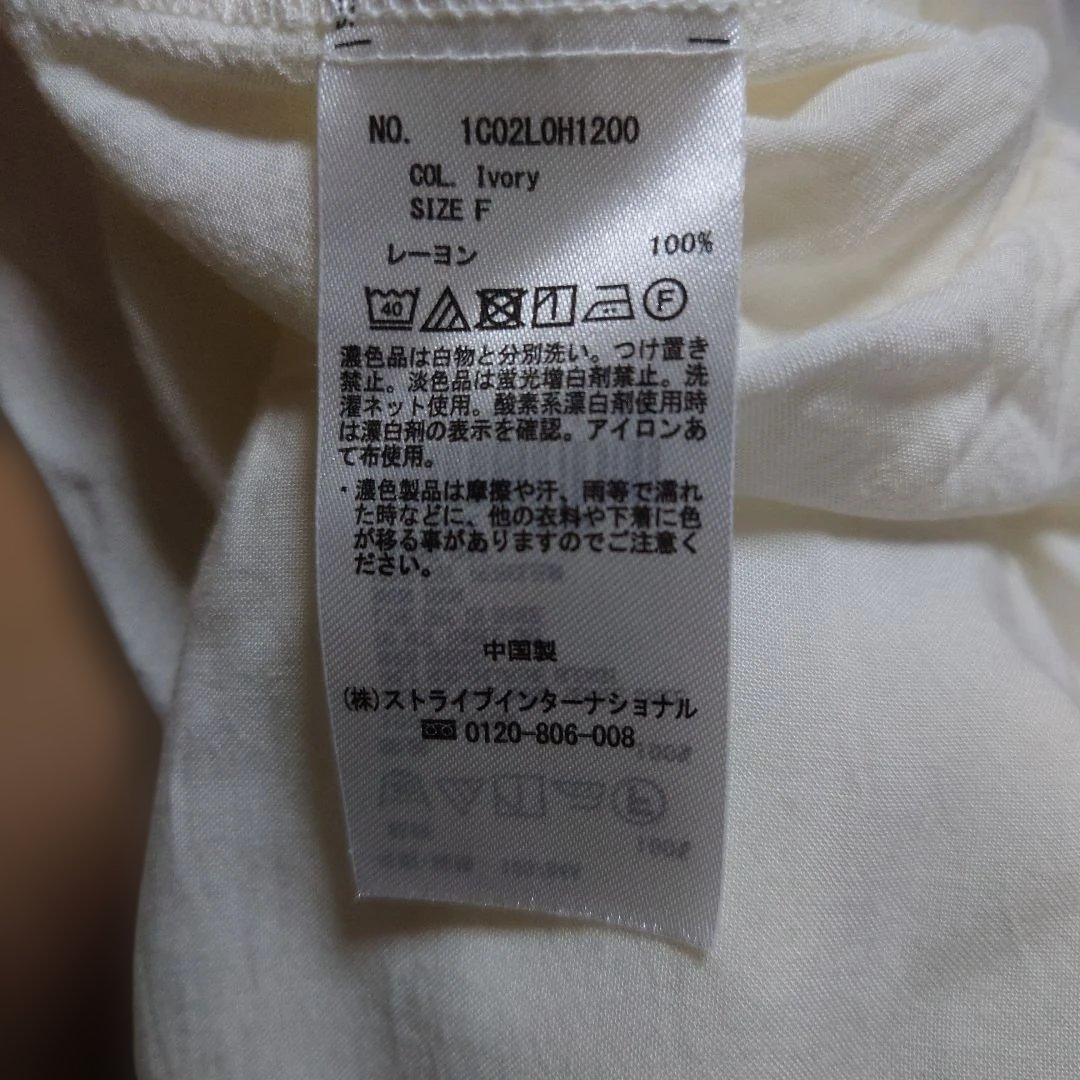 NO. 1C02L0H1200
COL. Ivory
SIZE F
レーヨン 100%
40 F
濃色品は白物と分別洗い。つけ置き
禁止。淡色品は蛍光増白剤禁止。洗
濯ネット使用。酸素系漂白剤使用時
は漂白剤の表示を確認。アイロンあ
て布使用。
・濃色製品は摩擦や汗、雨等で濡れ
た時などに、他の衣料や下着に色
が移る事がありますのでご注意く
ださい。
中国製
(株)ストライプインターナショナル
0120-806-008